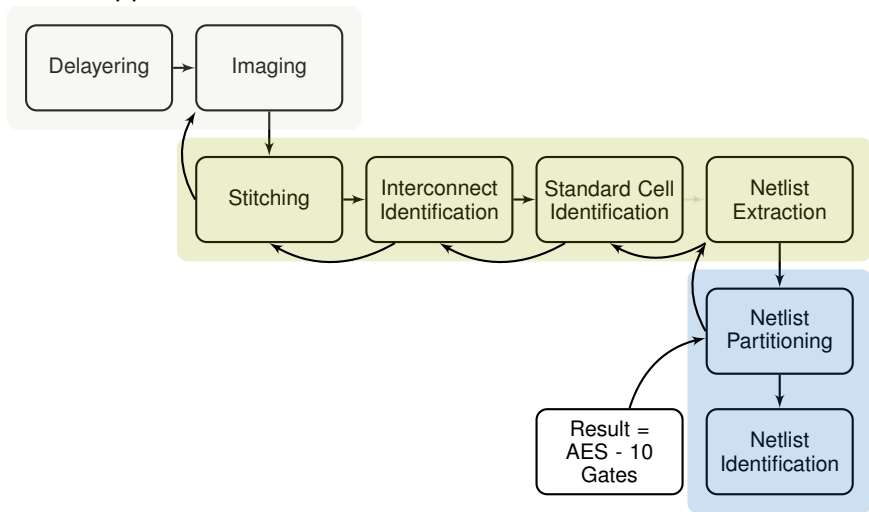 Delayering
Imaging
Stitching
Interconnect
Identification
Standard Cell
Identification
Netlist
Extraction
Netlist
Partitioning
Result =
AES - 10
Gates
Netlist
Identification